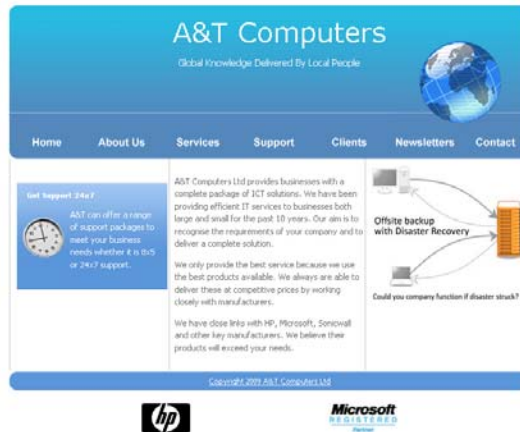 A&T Computers
Global Knowledge Delivered By Local People
Home About Us Services Support Clients Newsletters Contact
Get Support 24x7
A&T can offer a range
of support packages to
meet your business
needs whether it is 8x5
or 24x7 support.
A&T Computers Ltd provides businesses with a
complete package of ICT solutions. We have been
providing efficient IT services to businesses both
large and small for the past 10 years. Our aim is to
recognise the requirements of your company and to
deliver a complete solution.
We only provide the best service because we use
the best products available. We always are able to
deliver these at competitive prices by working
closely with manufacturers.
We have close links with HP, Microsoft, Sonicwall
and other key manufacturers. We believe their
products will exceed your needs.
Offsite backup
with Disaster Recovery
Could you company function if disaster struck?
Copyright 2009 A&T Computers Ltd
hp
Microsoft
REGISTERED
Partner